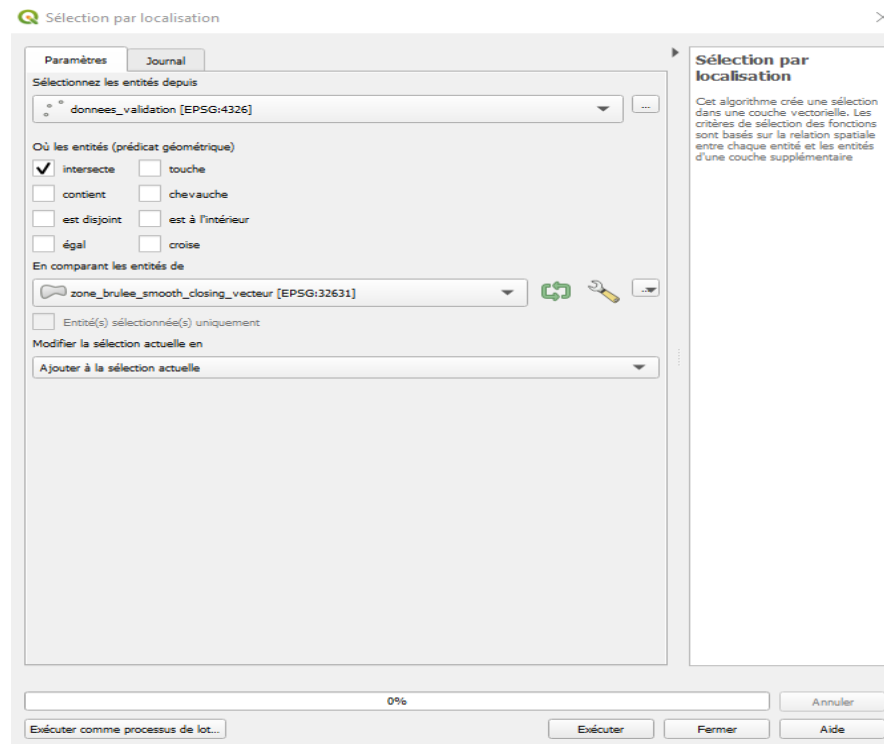 Sélection par localisation
Paramètres
Journal
Sélectionnez les entités depuis
donnees_validation [EPSG:4326]
...
Où les entités (prédicat géométrique)
intersecte
touche
contient
chevauche
est disjoint
est à l'intérieur
égal
croise
En comparant les entités de
zone_brulee_smooth_closing_vecteur [EPSG:32631]
Entité(s) sélectionnée(s) uniquement
Modifier la sélection actuelle en
Ajouter à la sélection actuelle
Sélection par
localisation
Cet algorithme crée une sélection
dans une couche vectorielle. Les
critères de sélection des fonctions
sont basés sur la relation spatiale
entre chaque entité et les entités
d'une couche supplémentaire
0%
Annuler
Exécuter comme processus de lot...
Exécuter
Fermer
Aide